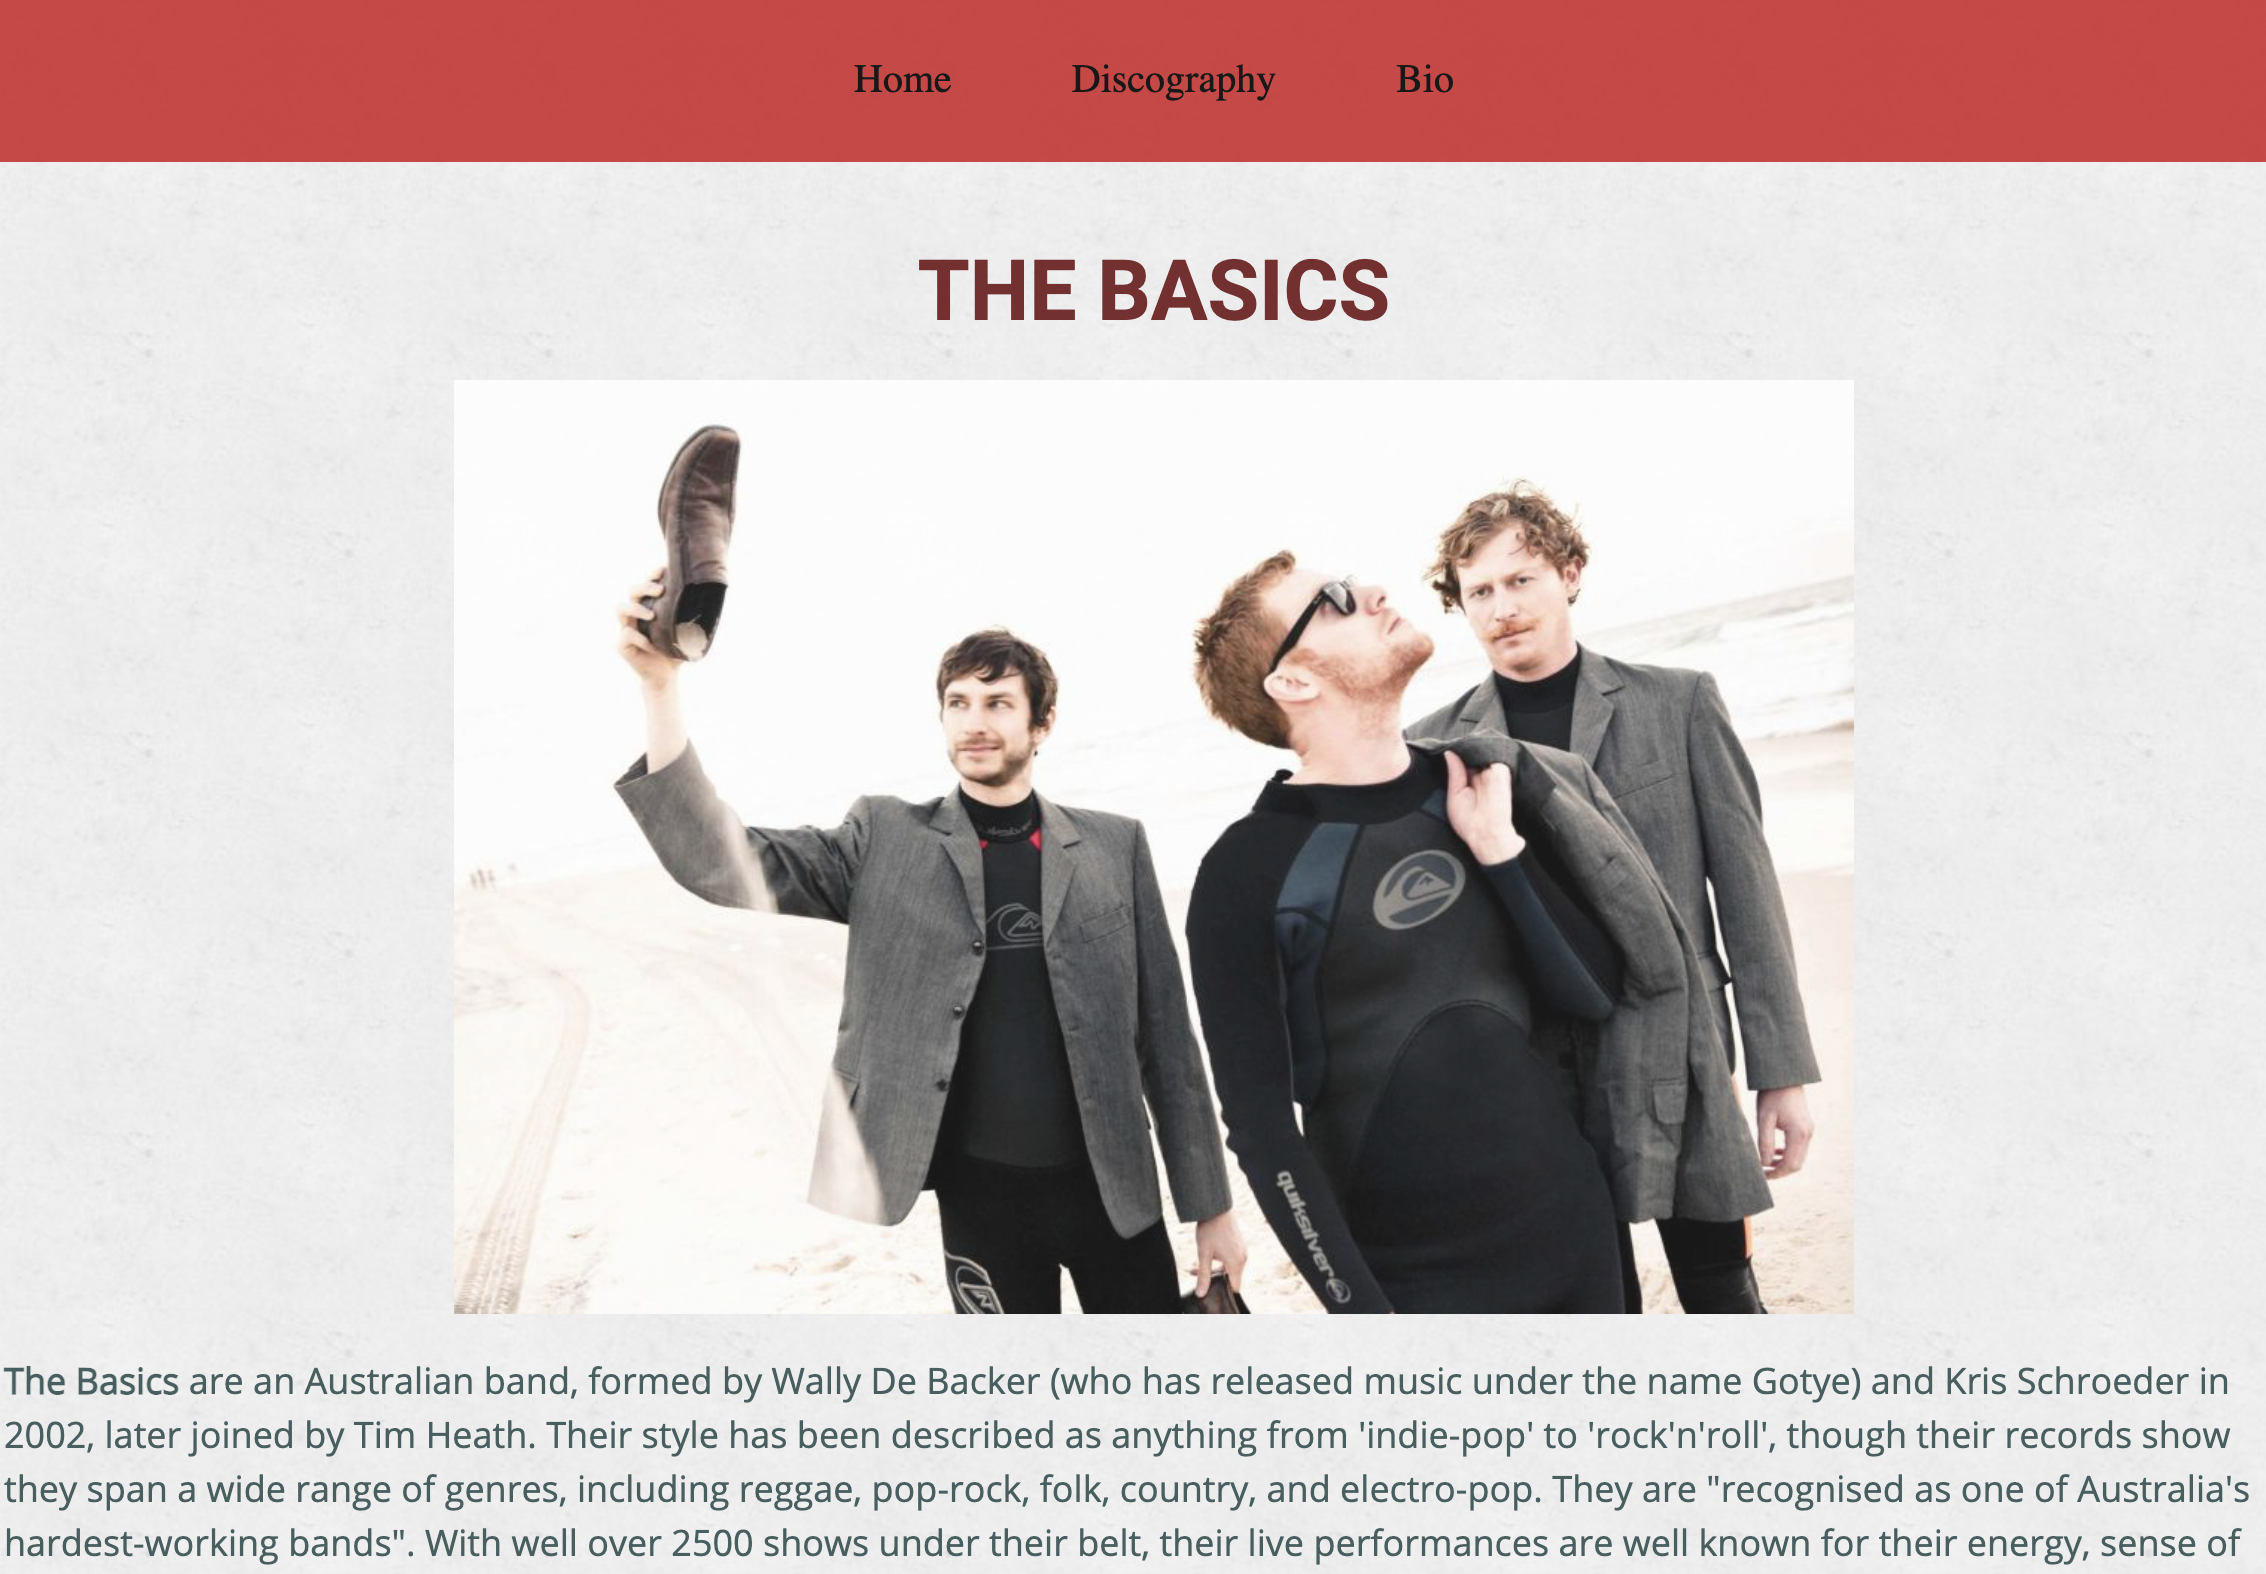 Home Discography Bio
THE BASICS
quiksilver
The Basics are an Australian band, formed by Wally De Backer (who has released music under the name Gotye) and Kris Schroeder in
2002, later joined by Tim Heath. Their style has been described as anything from 'indie-pop' to 'rock'n'roll', though their records show
they span a wide range of genres, including reggae, pop-rock, folk, country, and electro-pop. They are "recognised as one of Australia's
hardest-working bands". With well over 2500 shows under their belt, their live performances are well known for their energy, sense of